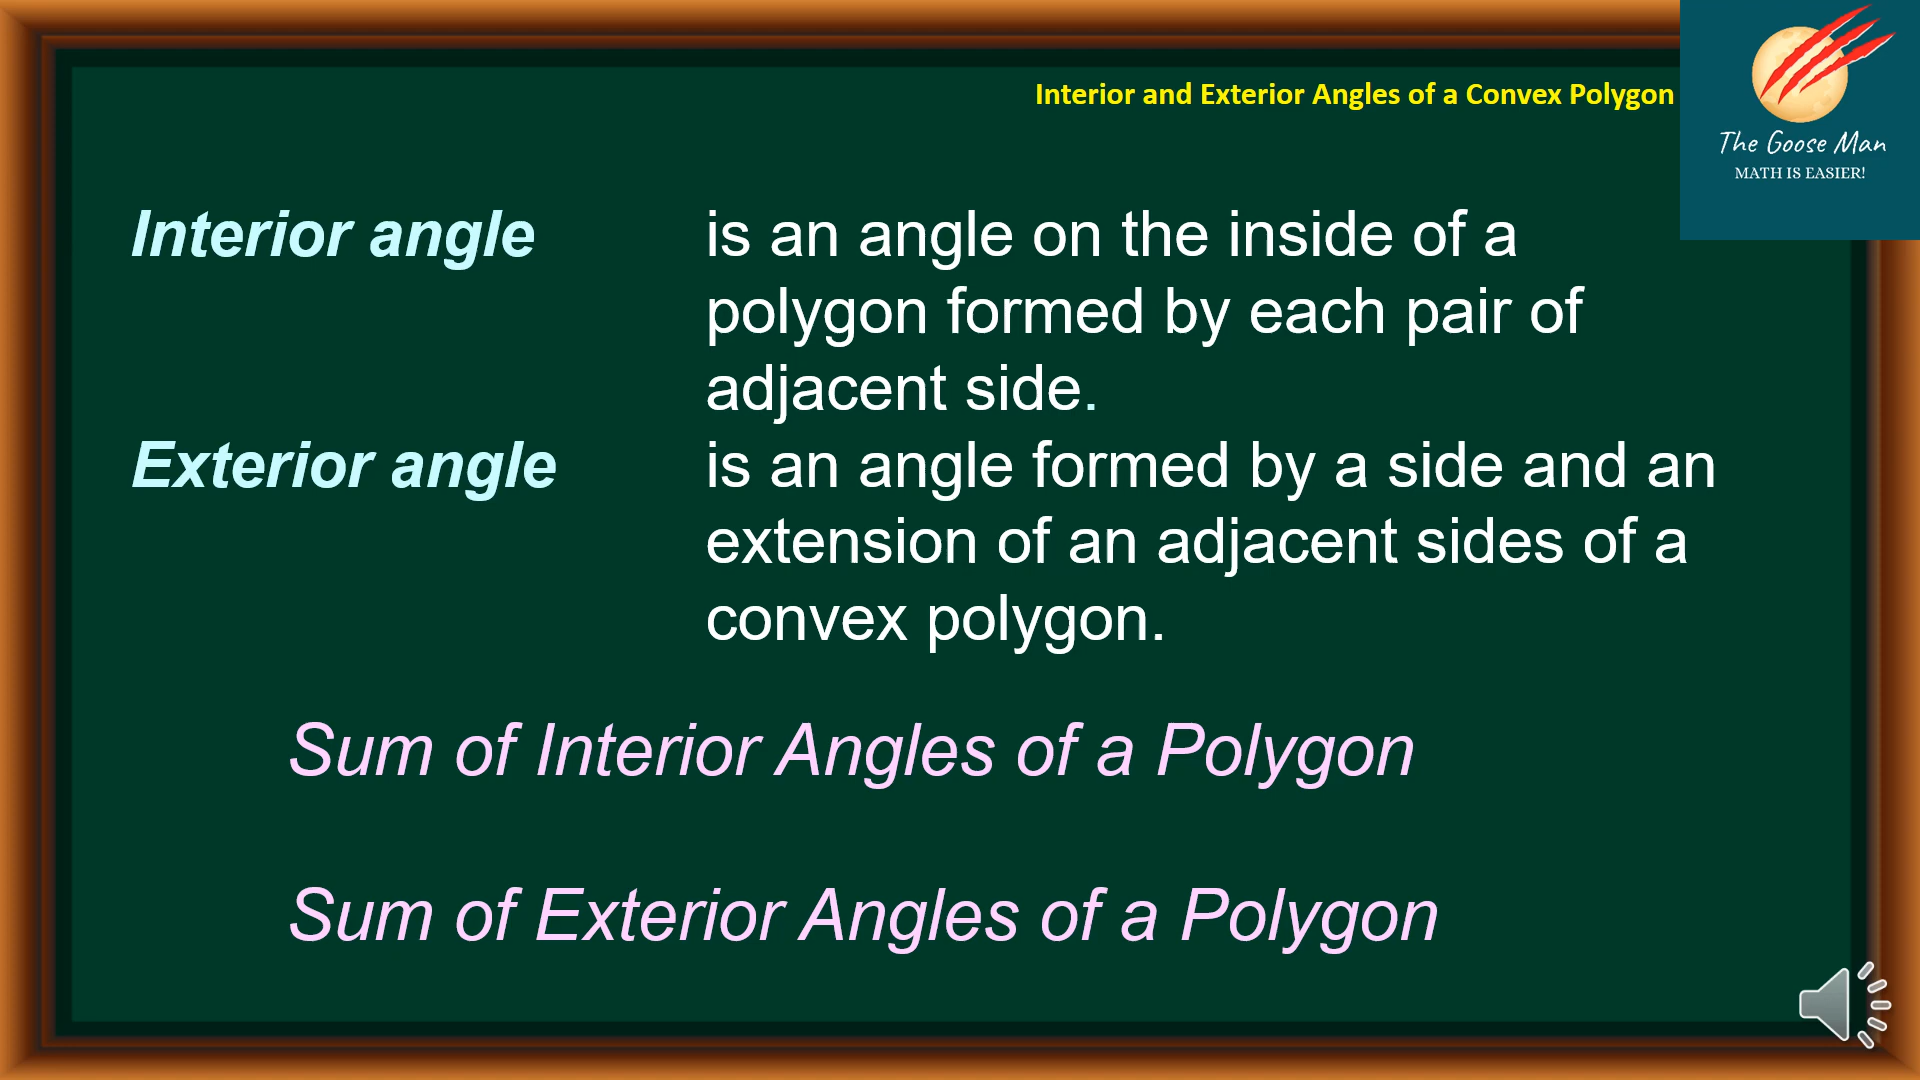 Interior and Exterior Angles of a Convex Polygon
The Goose Man
MATH IS EASIER!
Interior angle is an angle on the inside of a
polygon formed by each pair of
adjacent side.
Exterior angle is an angle formed by a side and an
extension of an adjacent sides of a
convex polygon.
Sum of Interior Angles of a Polygon
Sum of Exterior Angles of a Polygon